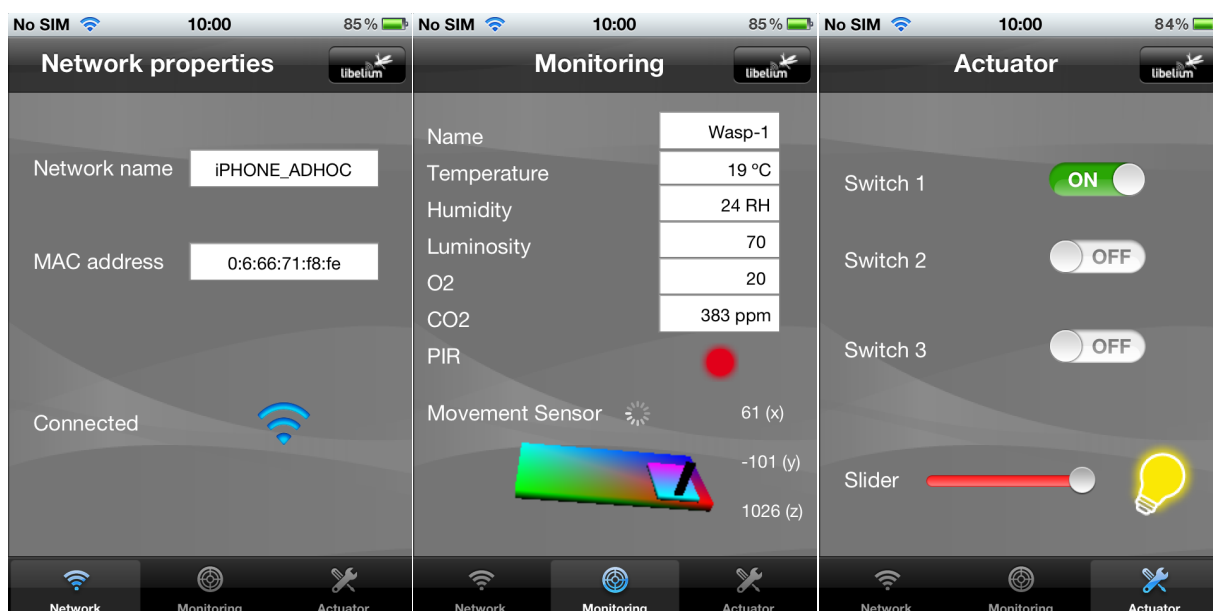 No SIM 10:00 85%
Network properties libelium
Network name iPHONE_ADHOC
MAC address 0:6:66:71:f8:fe
Connected
Network Monitoring Actuator
No SIM 10:00 85%
Monitoring libelium
Name Wasp-1
Temperature 19 ºC
Humidity 24 RH
Luminosity 70
O2 20
CO2 383 ppm
PIR
Movement Sensor 61 (x)
-101 (y)
1026 (z)
Network Monitoring Actuator
No SIM 10:00 84%
Actuator libelium
Switch 1 ON
Switch 2 OFF
Switch 3 OFF
Slider
Network Monitoring Actuator